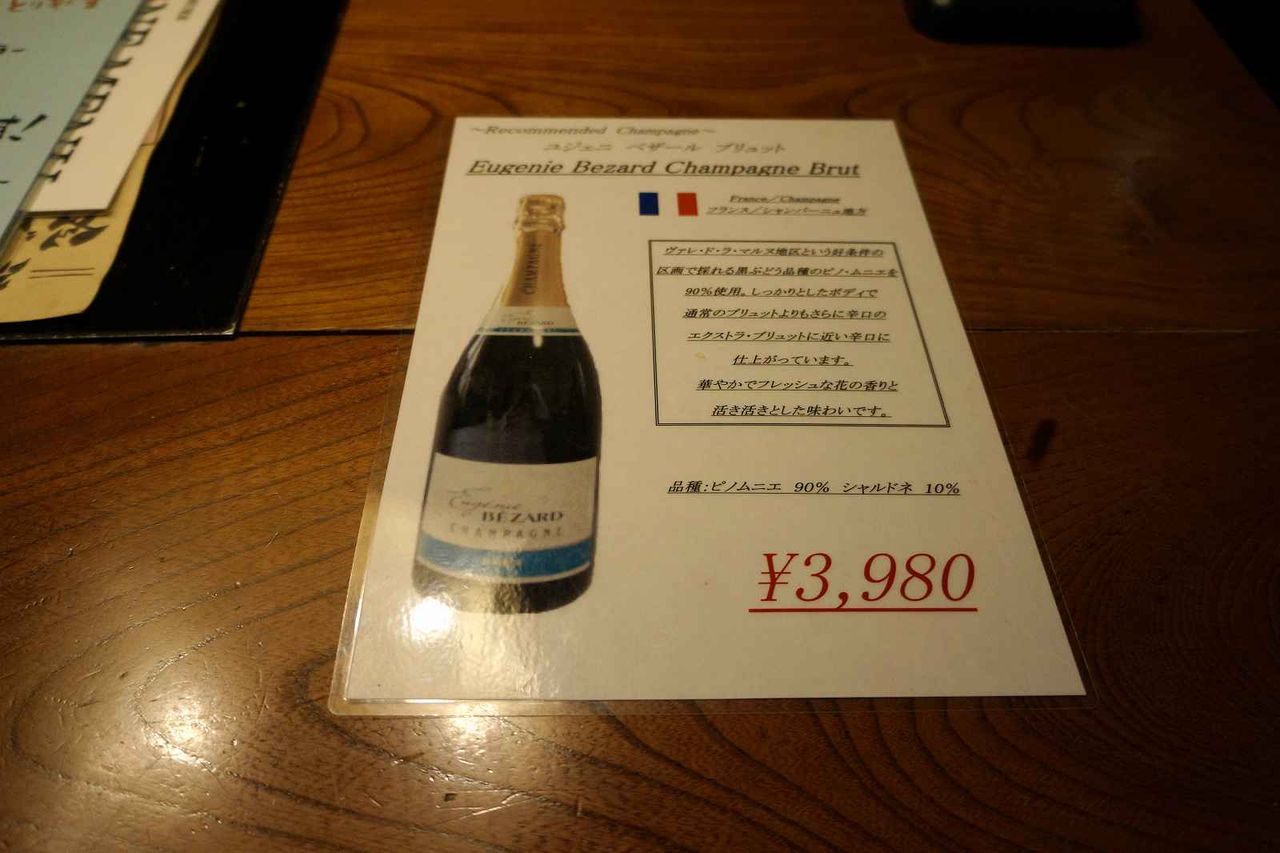 ～Recommended Champagne～
ユジェニ ベザール ブリュット
Eugenie Bezard Champagne Brut
France／Champagne
フランス／シャンパーニュ地方
ヴァレ・ド・ラ・マルヌ地区という好条件の
区画で採れる黒ぶどう品種のピノ・ムニエを
90%使用。しっかりとしたボディで
通常のブリュットよりもさらに辛口の
エクストラ・ブリュットに近い辛口に
仕上がっています。
華やかでフレッシュな花の香りと
活き活きとした味わいです。
品種：ピノムニエ 90% シャルドネ 10%
¥3,980
CHAMPAGNE
BEZARD
Eugénie
BÉZARD
CHAMPAGNE